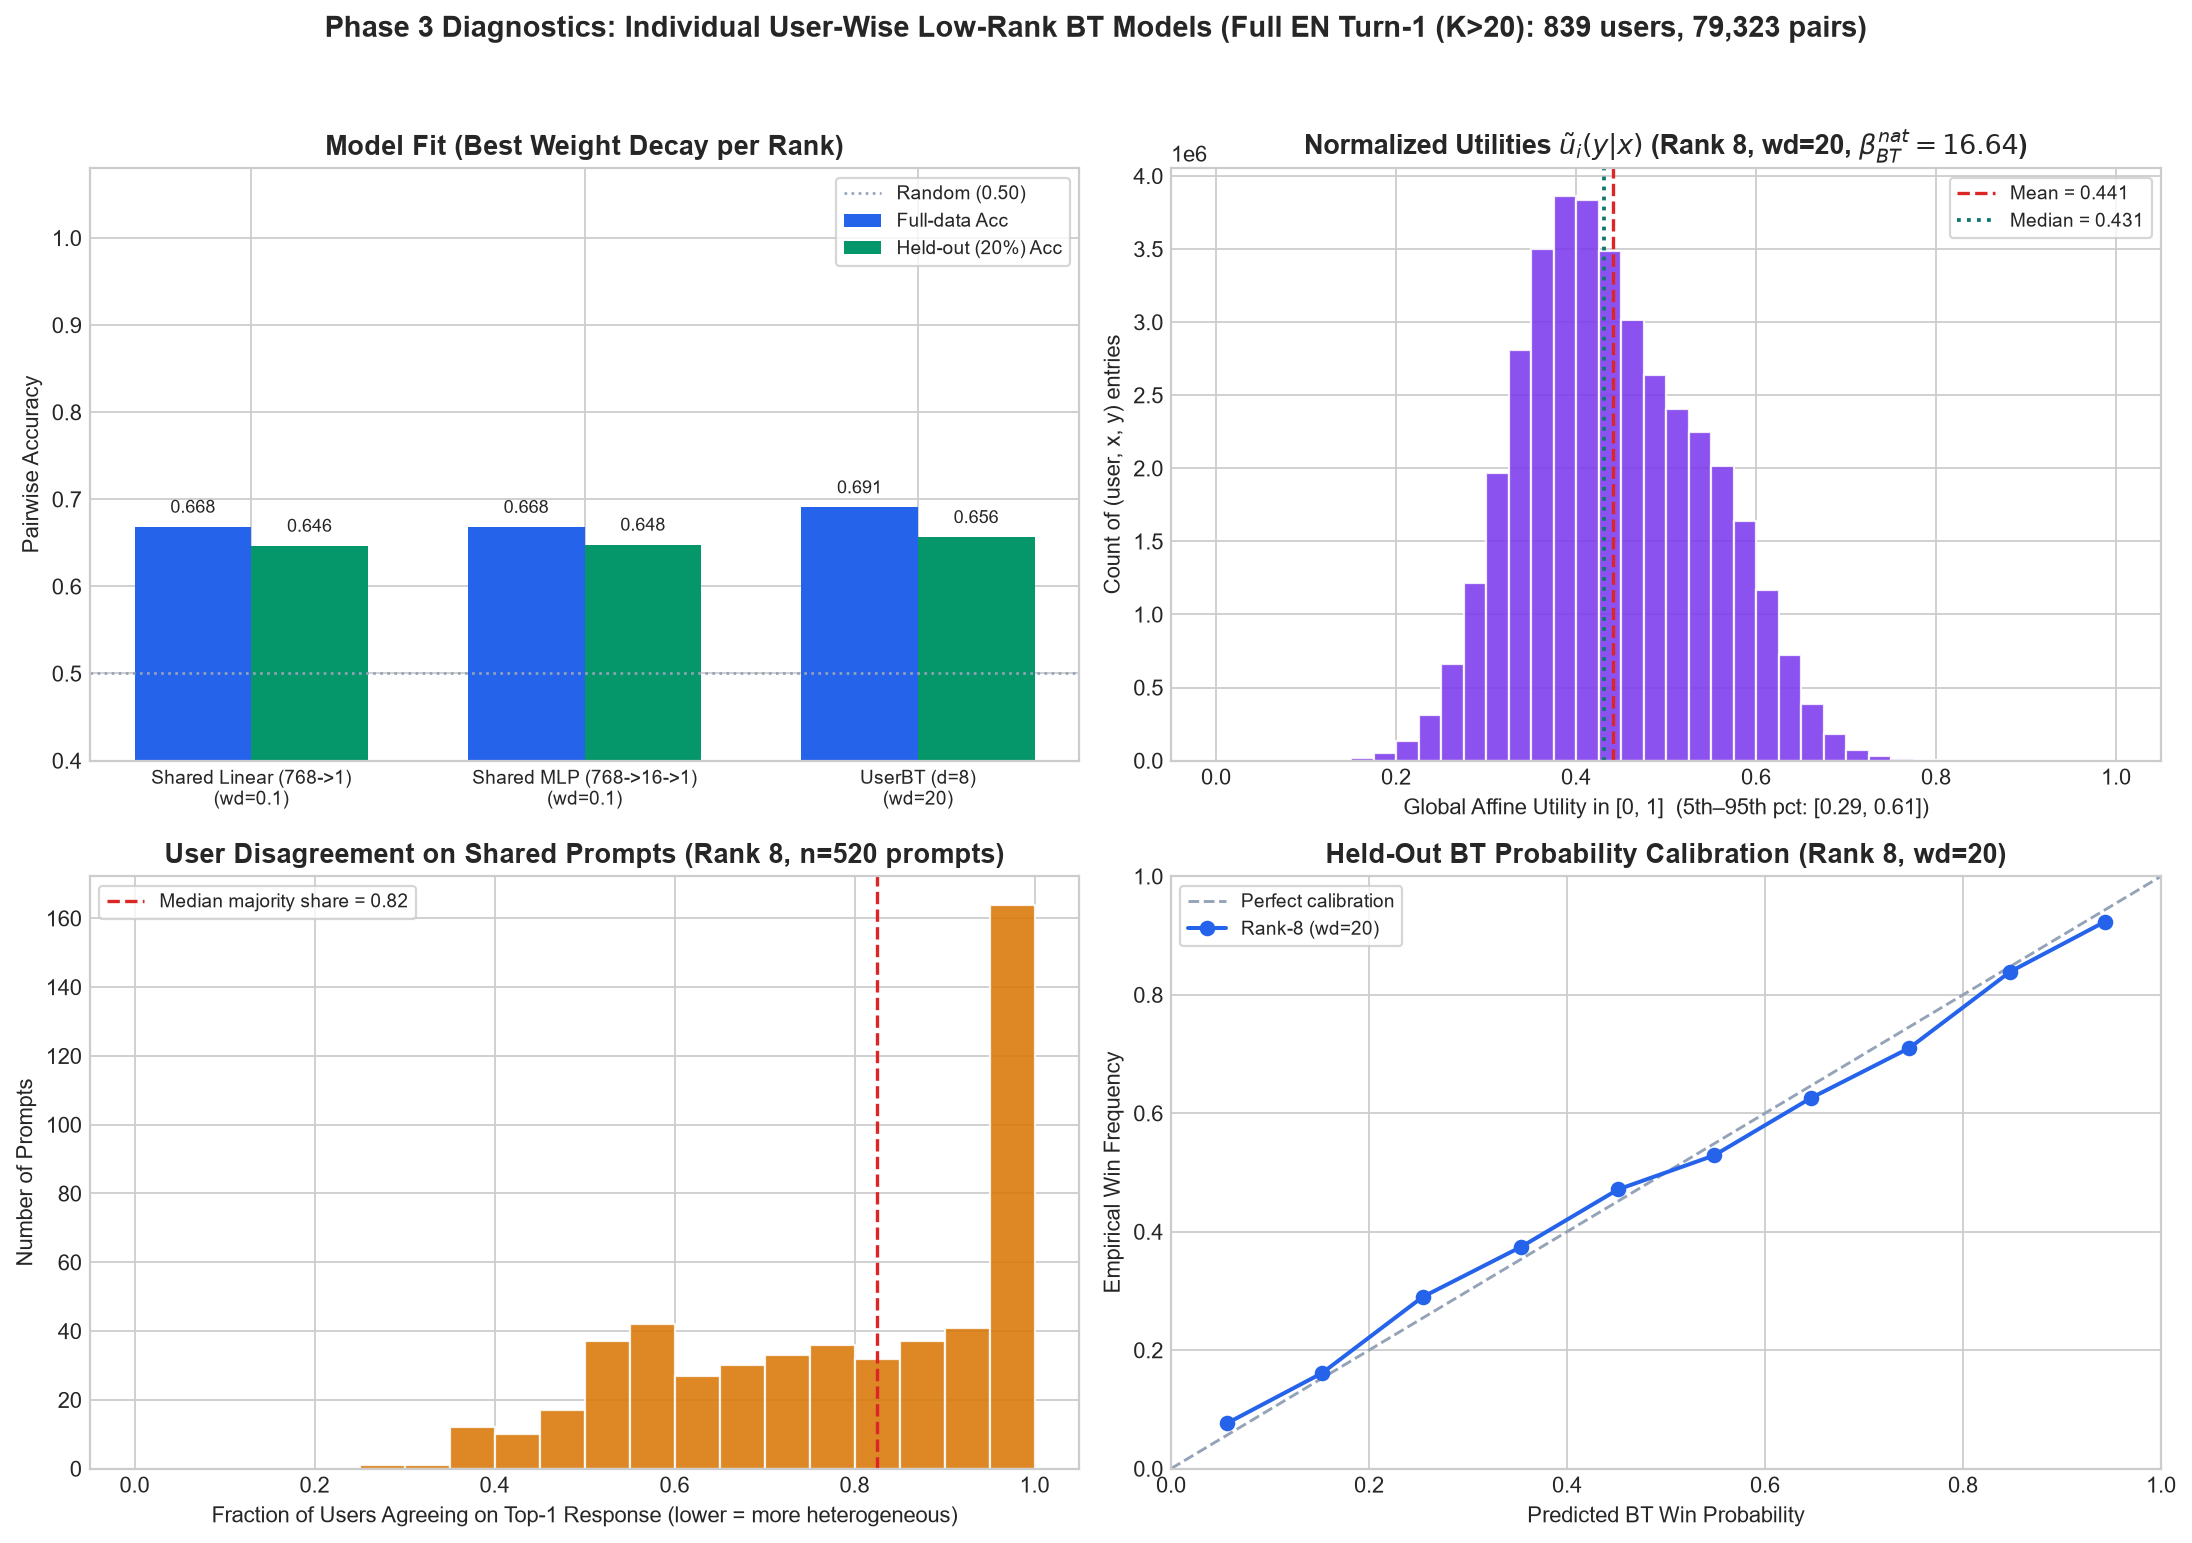 Phase 3 Diagnostics: Individual User-Wise Low-Rank BT Models (Full EN Turn-1 (K>20): 839 users, 79,323 pairs)
Model Fit (Best Weight Decay per Rank)
Pairwise Accuracy
1.0
0.9
0.8
0.7
0.6
0.5
0.4
Random (0.50)
Full-data Acc
Held-out (20%) Acc
0.668
0.646
0.668
0.648
0.691
0.656
Shared Linear (768->1)
(wd=0.1)
Shared MLP (768->16->1)
(wd=0.1)
UserBT (d=8)
(wd=20)
Normalized Utilities ũ_i(y|x) (Rank 8, wd=20, β_BT^nat = 16.64)
1e6
Count of (user, x, y) entries
4.0
3.5
3.0
2.5
2.0
1.5
1.0
0.5
0.0
Mean = 0.441
Median = 0.431
0.0 0.2 0.4 0.6 0.8 1.0
Global Affine Utility in [0, 1] (5th–95th pct: [0.29, 0.61])
User Disagreement on Shared Prompts (Rank 8, n=520 prompts)
Number of Prompts
160
140
120
100
80
60
40
20
0
Median majority share = 0.82
0.0 0.2 0.4 0.6 0.8 1.0
Fraction of Users Agreeing on Top-1 Response (lower = more heterogeneous)
Held-Out BT Probability Calibration (Rank 8, wd=20)
Empirical Win Frequency
1.0
0.8
0.6
0.4
0.2
0.0
Perfect calibration
Rank-8 (wd=20)
0.0 0.2 0.4 0.6 0.8 1.0
Predicted BT Win Probability